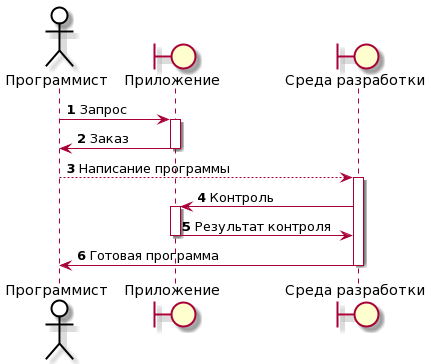 Программист Приложение Среда разработки
1 Запрос
2 Заказ
3 Написание программы
4 Контроль
5 Результат контроля
6 Готовая программа
Программист Приложение Среда разработки